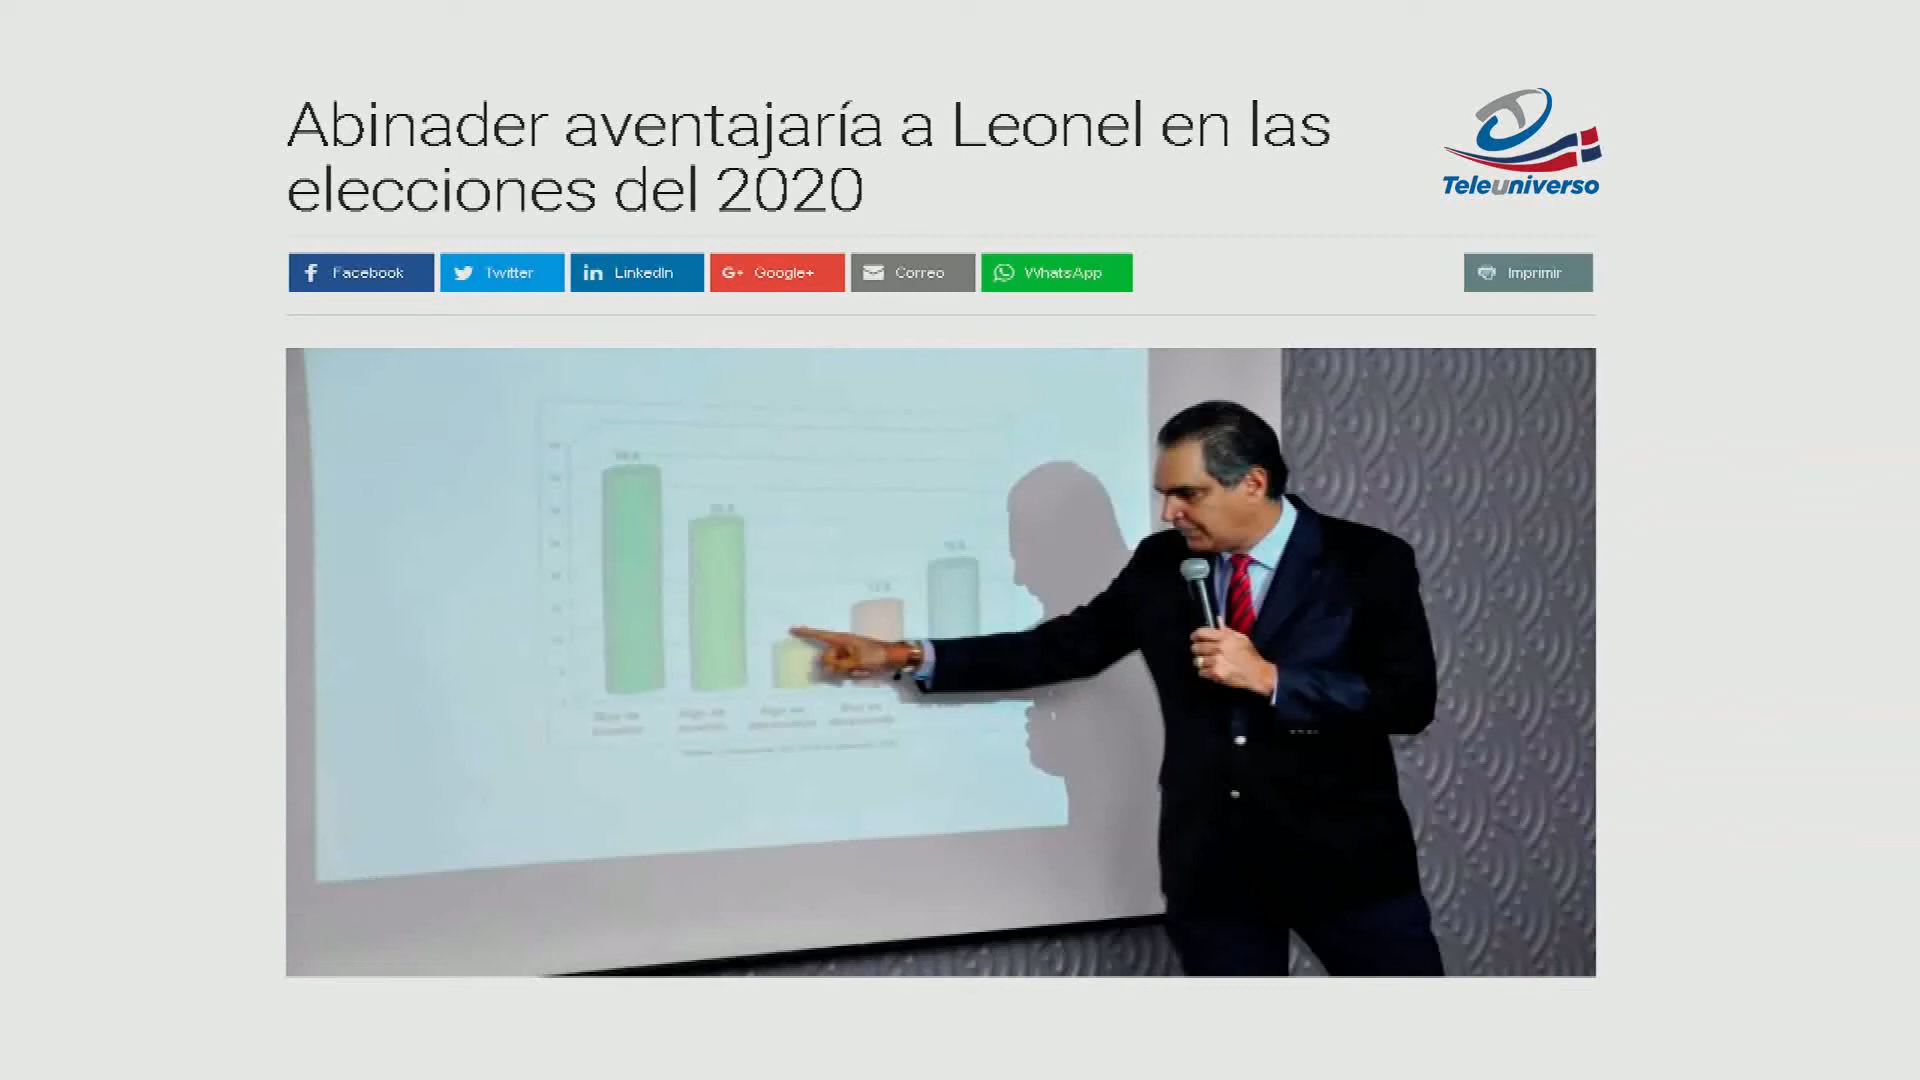 Abinader aventajaría a Leonel en las
elecciones del 2020
Teleuniverso
Facebook
Twitter
LinkedIn
Google+
Correo
WhatsApp
Imprimir